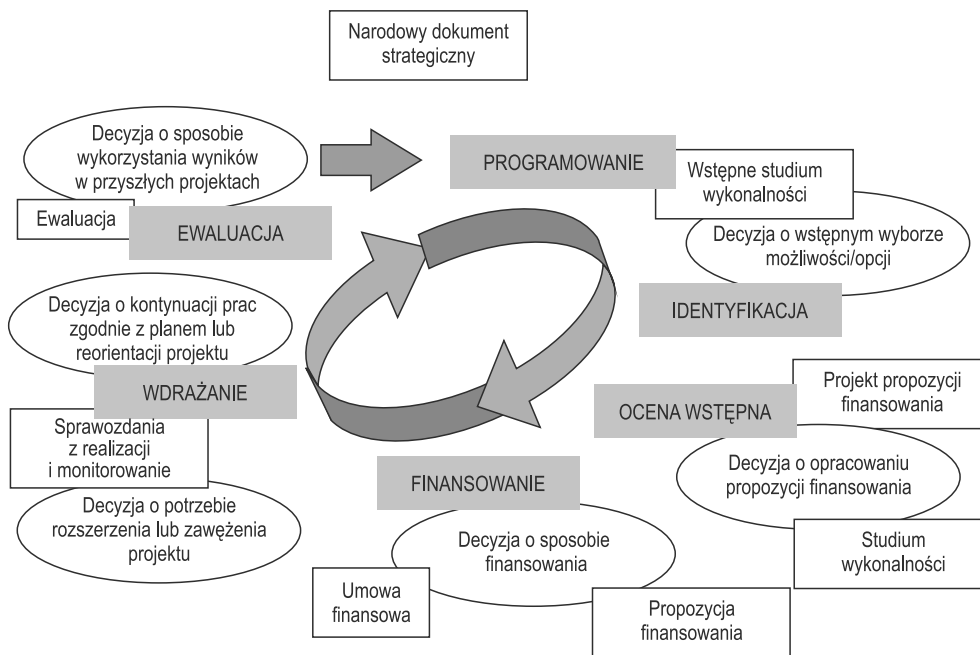 Narodowy dokument
strategiczny
Decyzja o sposobie
wykorzystania wyników
w przyszłych projektach
Ewaluacja
EWALUACJA
PROGRAMOWANIE
Wstępne studium
wykonalności
Decyzja o wstępnym wyborze
możliwości/opcji
IDENTYFIKACJA
Decyzja o kontynuacji prac
zgodnie z planem lub
reorientacji projektu
WDRAŻANIE
Sprawozdania
z realizacji
i monitorowanie
Decyzja o potrzebie
rozszerzenia lub zawężenia
projektu
Projekt propozycji
finansowania
OCENA WSTĘPNA
Decyzja o opracowaniu
propozycji finansowania
Studium
wykonalności
FINANSOWANIE
Decyzja o sposobie
finansowania
Umowa
finansowa
Propozycja
finansowania